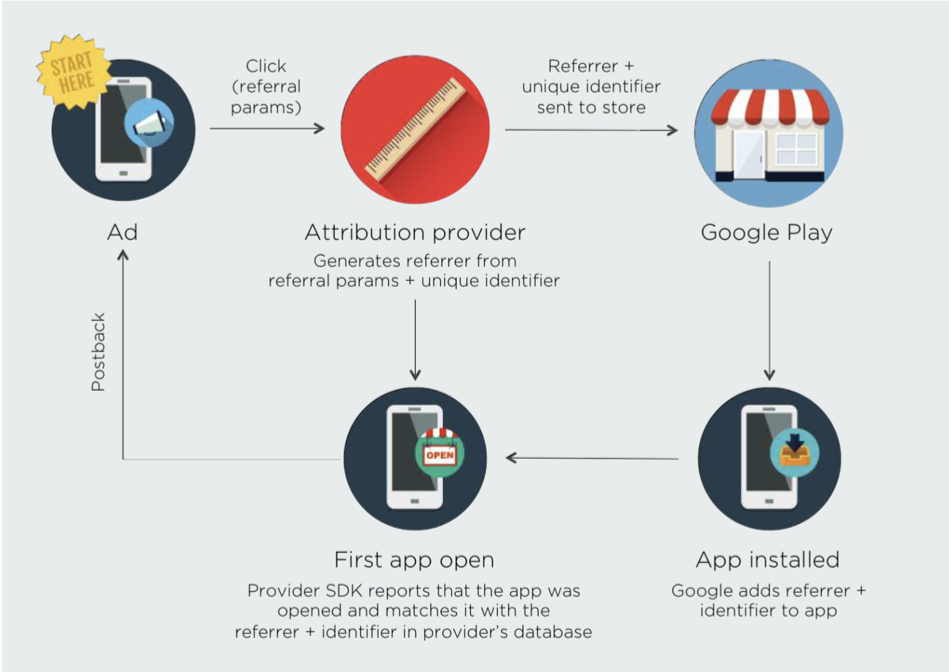 START
HERE
Click
(referral
params)
Referrer +
unique identifier
sent to store
Ad
Attribution provider
Generates referrer from
referral params + unique identifier
Google Play
Postback
OPEN
First app open
Provider SDK reports that the app was
opened and matches it with the
referrer + identifier in provider’s database
App installed
Google adds referrer +
identifier to app